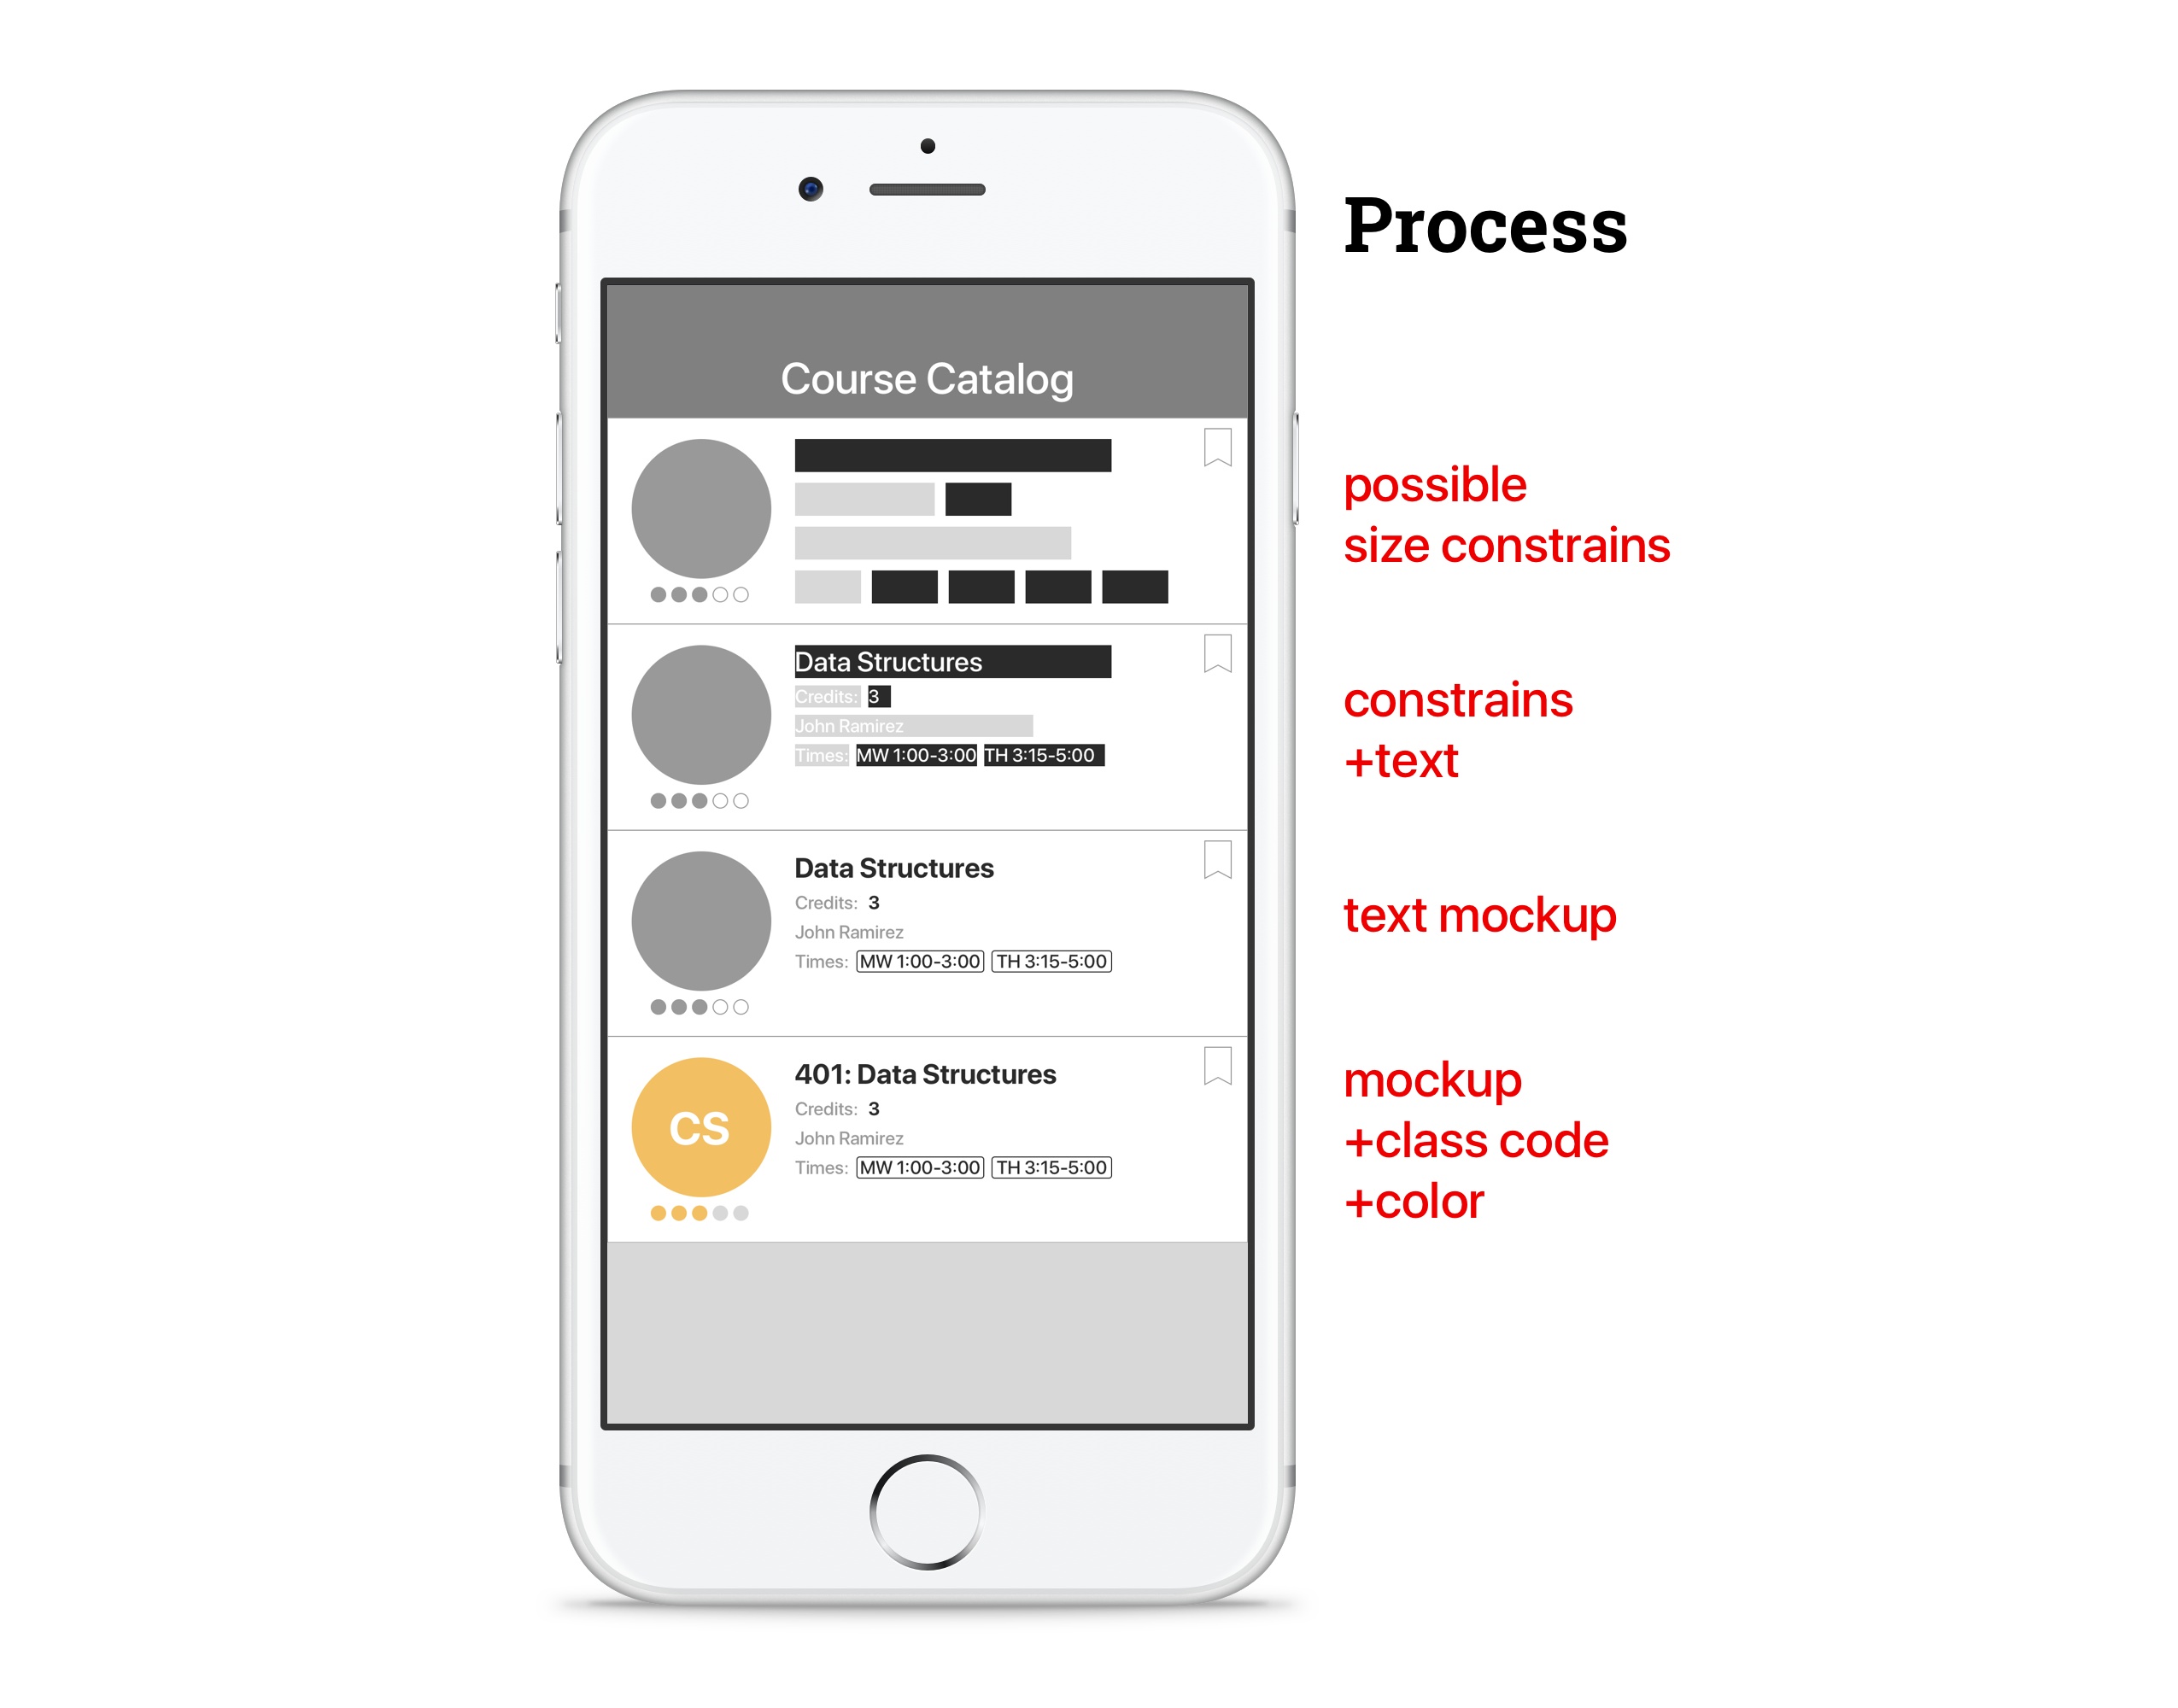 Process
Course Catalog
possible
size constrains
Data Structures
Credits: 3
John Ramirez
Times: MW 1:00-3:00 TH 3:15-5:00
constrains
+text
Data Structures
Credits: 3
John Ramirez
Times: MW 1:00-3:00 TH 3:15-5:00
text mockup
CS
401: Data Structures
Credits: 3
John Ramirez
Times: MW 1:00-3:00 TH 3:15-5:00
mockup
+class code
+color